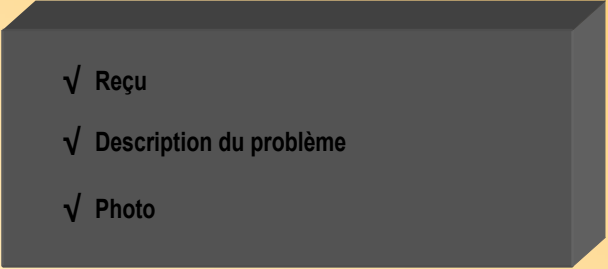 √ Reçu
√ Description du problème
√ Photo